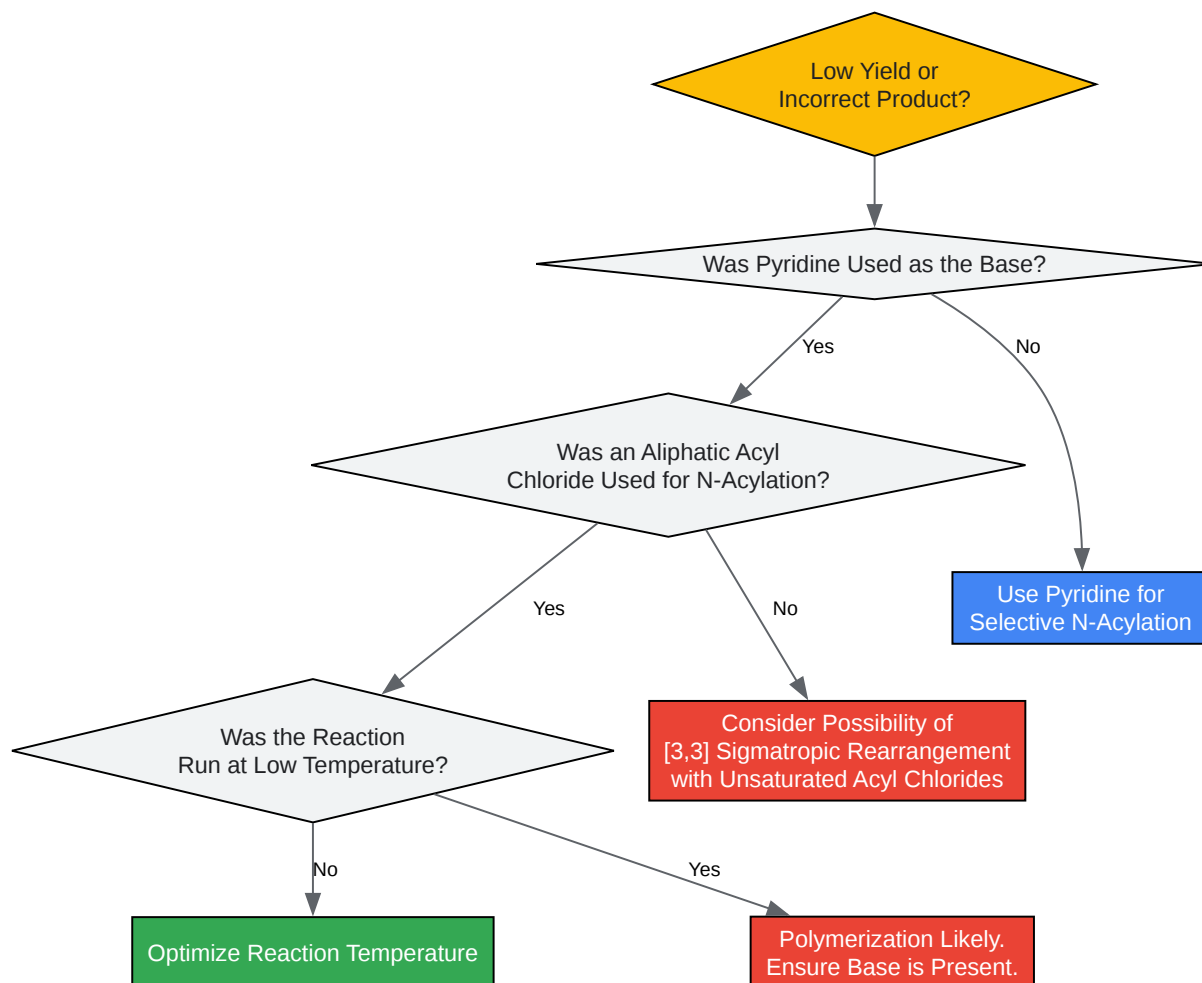 Low Yield or
Incorrect Product?
Was Pyridine Used as the Base?
Yes
No
Was an Aliphatic Acyl
Chloride Used for N-Acylation?
Use Pyridine for
Selective N-Acylation
Yes
No
Was the Reaction
Run at Low Temperature?
Consider Possibility of
[3,3] Sigmatropic Rearrangement
with Unsaturated Acyl Chlorides
No
Yes
Optimize Reaction Temperature
Polymerization Likely.
Ensure Base is Present.